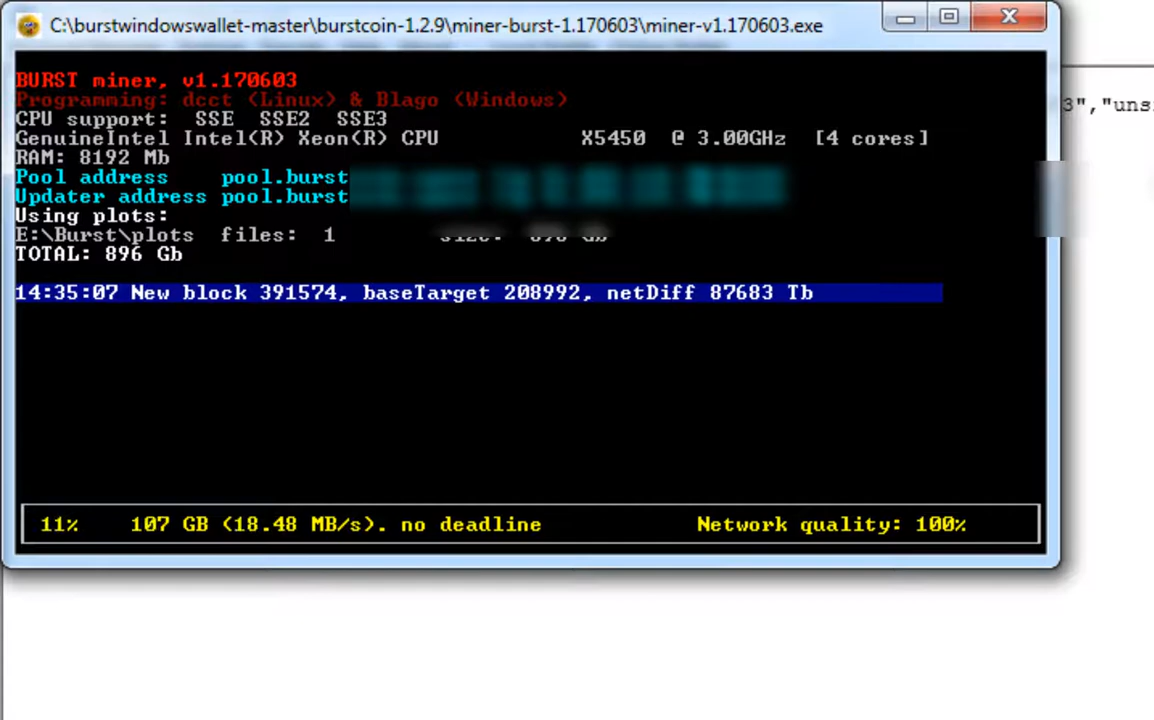 C:\burstwindowswallet-master\burstcoin-1.2.9\miner-burst-1.170603\miner-v1.170603.exe
BURST miner, v1.170603
Programming: dcct (Linux) & Blago (Windows)
3","uns
CPU support: SSE SSE2 SSE3
GenuineIntel Intel(R) Xeon(R) CPU X5450 @ 3.00GHz [4 cores]
RAM: 8192 Mb
Pool address pool.burst
Updater address pool.burst
Using plots:
E:\Burst\plots files: 1 size: 896 Gb
TOTAL: 896 Gb
14:35:07 New block 391574, baseTarget 208992, netDiff 87683 Tb
11% 107 GB (18.48 MB/s). no deadline Network quality: 100%